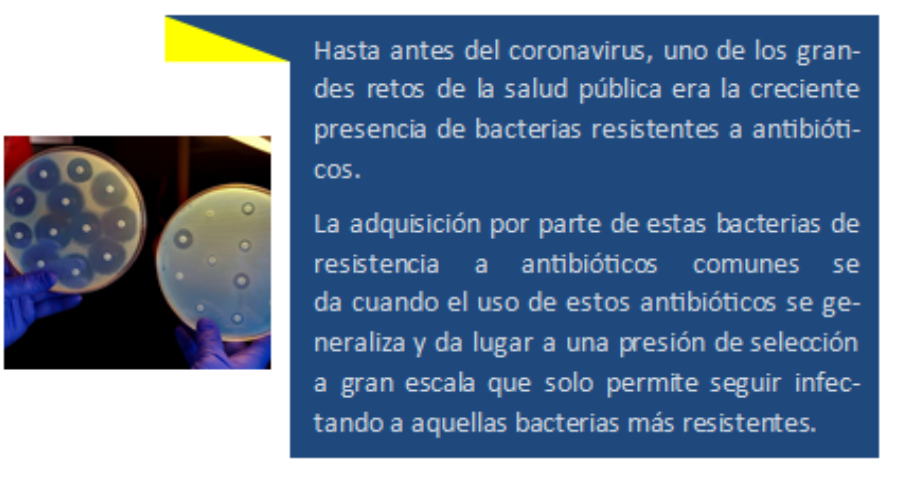 Hasta antes del coronavirus, uno de los gran-
des retos de la salud pública era la creciente
presencia de bacterias resistentes a antibióti-
cos.
La adquisición por parte de estas bacterias de
resistencia a antibióticos comunes se
da cuando el uso de estos antibióticos se ge-
neraliza y da lugar a una presión de selección
a gran escala que solo permite seguir infec-
tando a aquellas bacterias más resistentes.